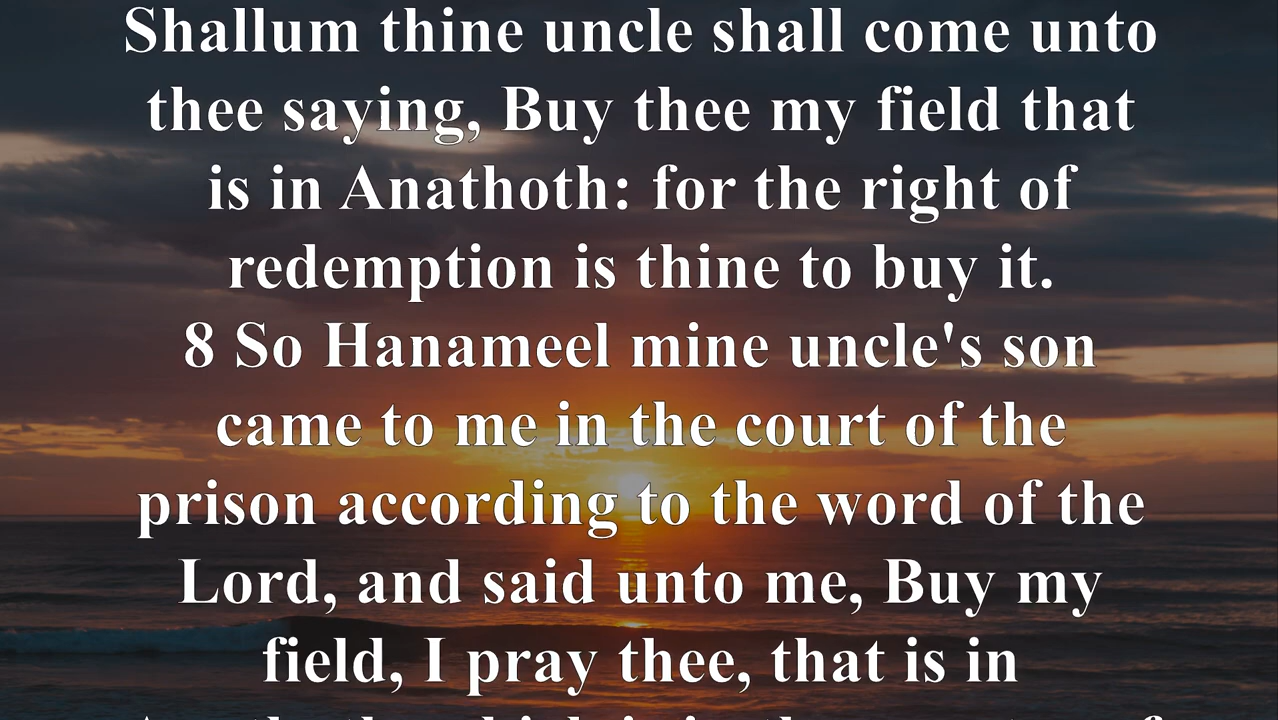 Shallum thine uncle shall come unto
thee saying, Buy thee my field that
is in Anathoth: for the right of
redemption is thine to buy it.
8 So Hanameel mine uncle's son
came to me in the court of the
prison according to the word of the
Lord, and said unto me, Buy my
field, I pray thee, that is in